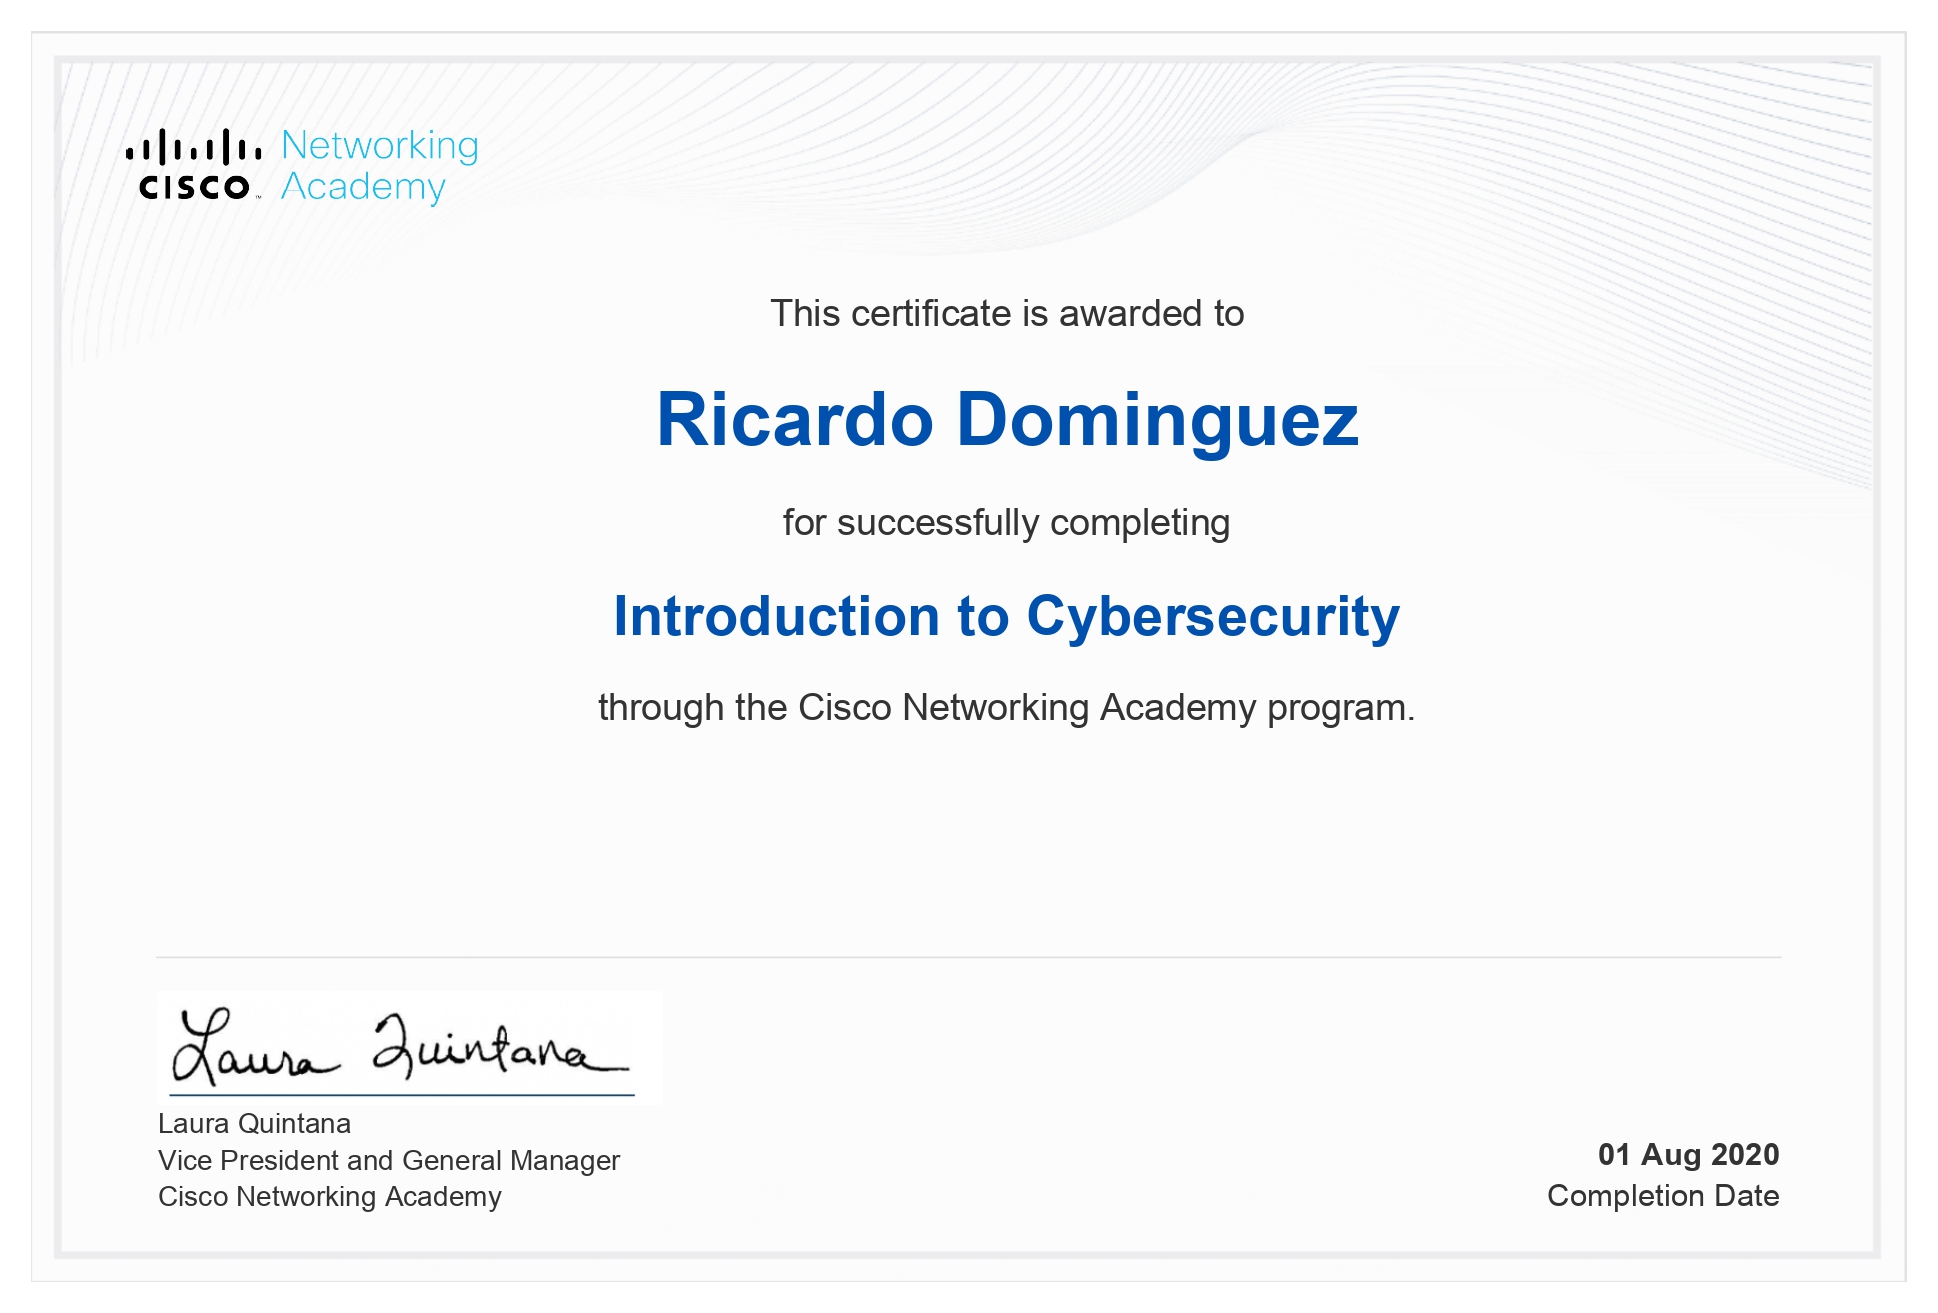 Networking
CISCO™ Academy
This certificate is awarded to
Ricardo Dominguez
for successfully completing
Introduction to Cybersecurity
through the Cisco Networking Academy program.
Laura Quintana
Laura Quintana
Vice President and General Manager
Cisco Networking Academy
01 Aug 2020
Completion Date